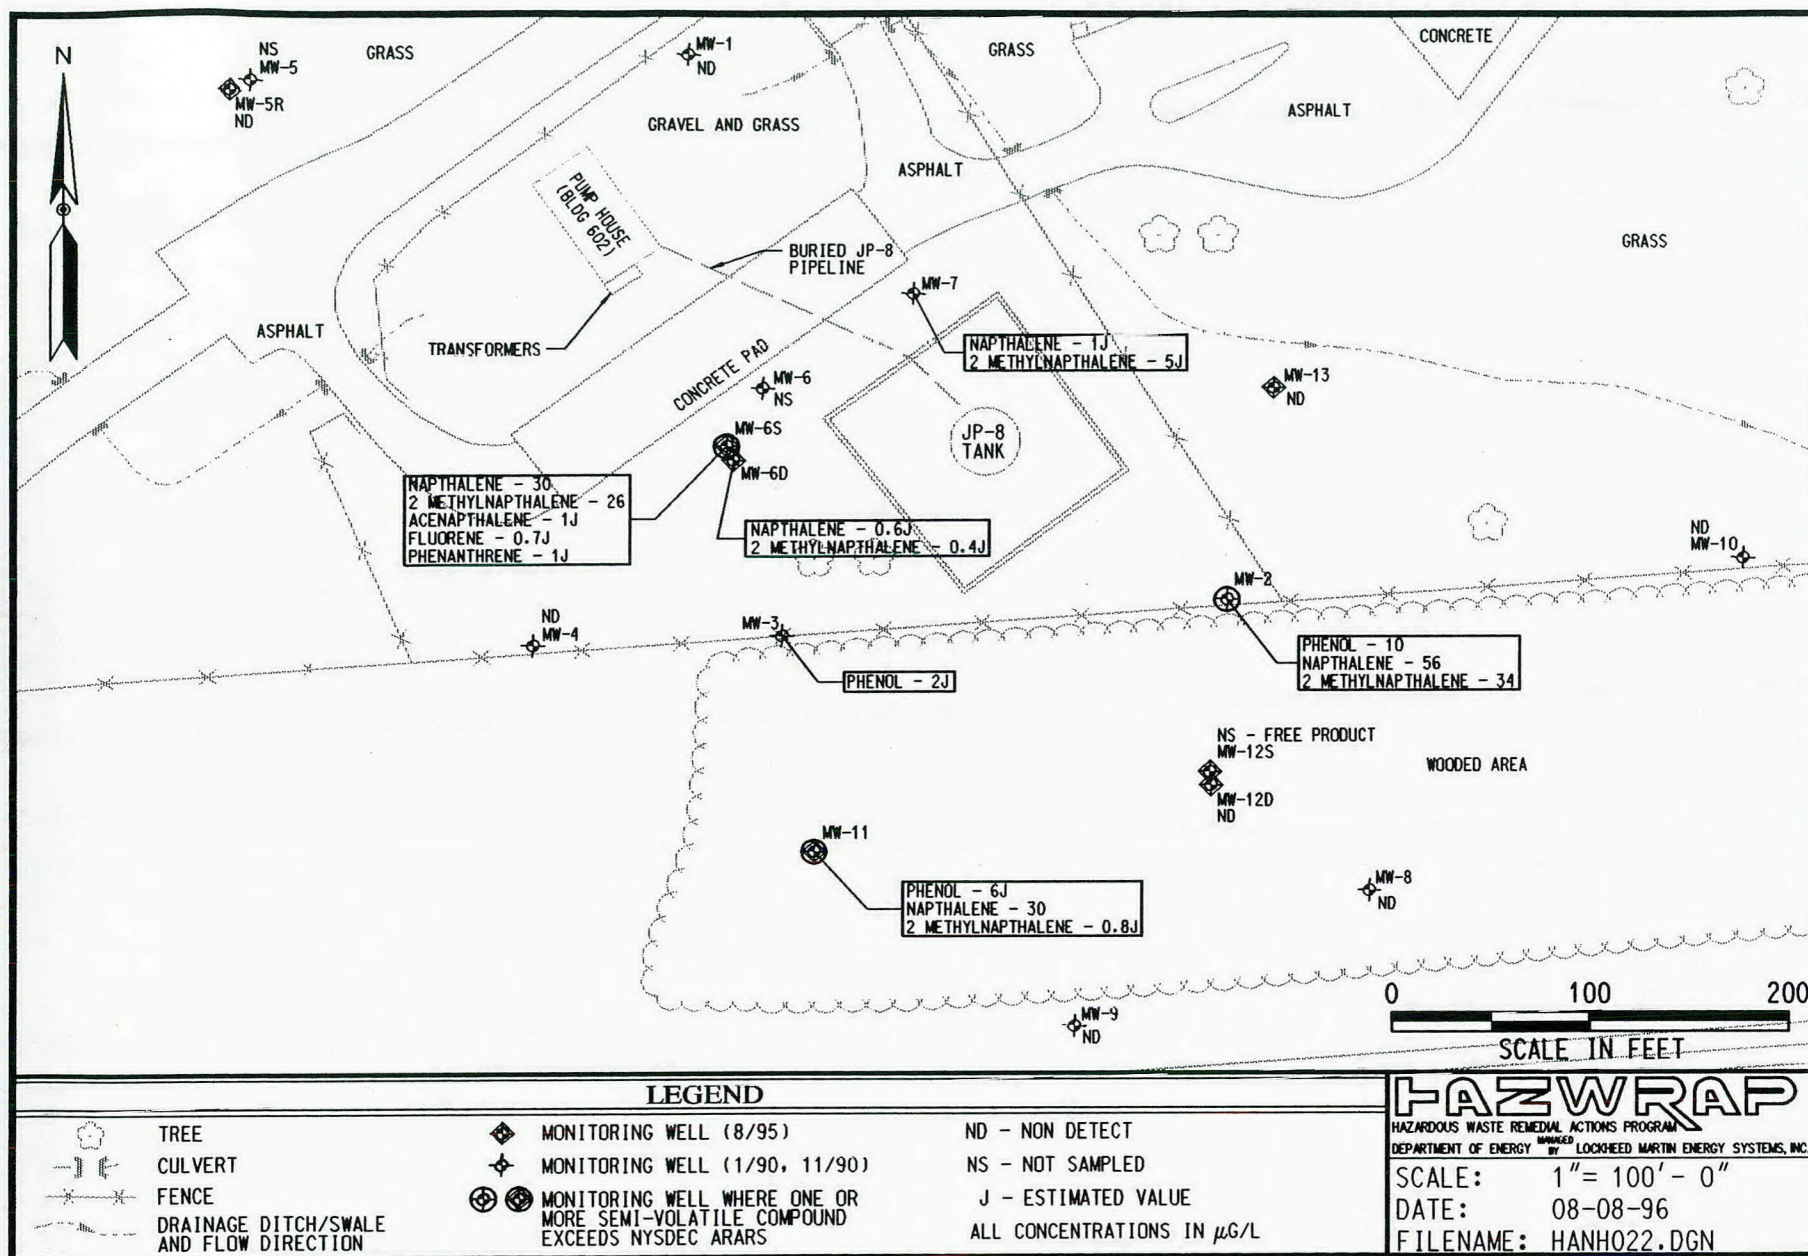 N
NS
MW-5
MW-5R
ND
GRASS
MW-1
ND
GRASS
CONCRETE
GRAVEL AND GRASS
ASPHALT
ASPHALT
PUMP HOUSE
(BLDG 602)
BURIED JP-8
PIPELINE
GRASS
MW-7
ASPHALT
TRANSFORMERS
NAPTHALENE - 1J
2 METHYLNAPTHALENE - 5J
CONCRETE PAD
MW-6
NS
MW-13
ND
MW-6S
MW-6D
JP-8
TANK
NAPTHALENE - 30
2 METHYLNAPTHALENE - 26
ACENAPTHALENE - 1J
FLUORENE - 0.7J
PHENANTHRENE - 1J
NAPTHALENE - 0.6J
2 METHYLNAPTHALENE - 0.4J
ND
MW-10
MW-2
ND
MW-4
MW-3
PHENOL - 2J
PHENOL - 10
NAPTHALENE - 56
2 METHYLNAPTHALENE - 34
NS - FREE PRODUCT
MW-12S
MW-12D
ND
WOODED AREA
MW-11
PHENOL - 6J
NAPTHALENE - 30
2 METHYLNAPTHALENE - 0.8J
MW-8
ND
MW-9
ND
0 100 200
SCALE IN FEET
LEGEND
TREE
CULVERT
FENCE
DRAINAGE DITCH/SWALE
AND FLOW DIRECTION
MONITORING WELL (8/95)
MONITORING WELL (1/90, 11/90)
MONITORING WELL WHERE ONE OR
MORE SEMI-VOLATILE COMPOUND
EXCEEDS NYSDEC ARARS
ND - NON DETECT
NS - NOT SAMPLED
J - ESTIMATED VALUE
ALL CONCENTRATIONS IN µG/L
HAZWRAP
HAZARDOUS WASTE REMEDIAL ACTIONS PROGRAM
DEPARTMENT OF ENERGY MANAGED BY LOCKHEED MARTIN ENERGY SYSTEMS, INC.
SCALE: 1"= 100'- 0"
DATE: 08-08-96
FILENAME: HANH022.DGN